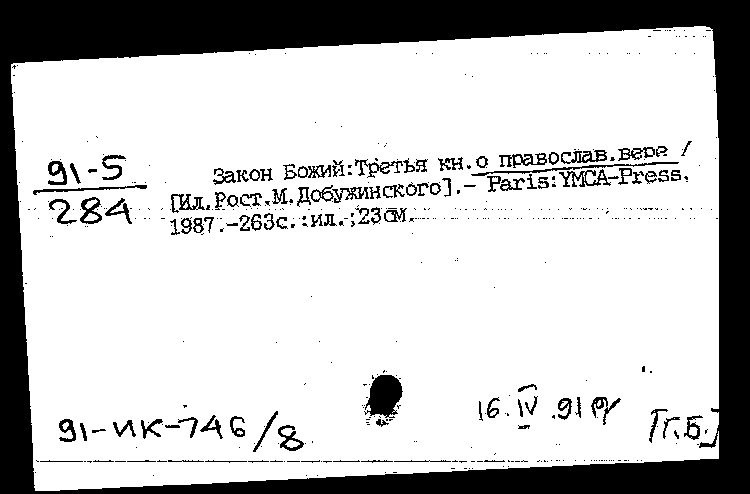 91-5
284
Закон Божий:Третья кн.о православ.вере /
[Ил.Рост.М.Добужинского].- Paris:YMCA-Press,
1987.-263с.:ил.;23см.
91-ИК-746/8
16.IV.91
[Г.Б.]